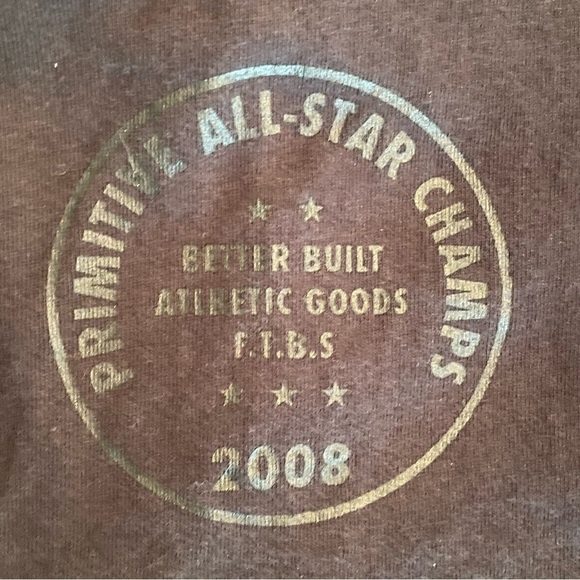 PRIMITIVE ALL-STAR CHAMPS
BETTER BUILT
ATHLETIC GOODS
F.T.B.S
2008